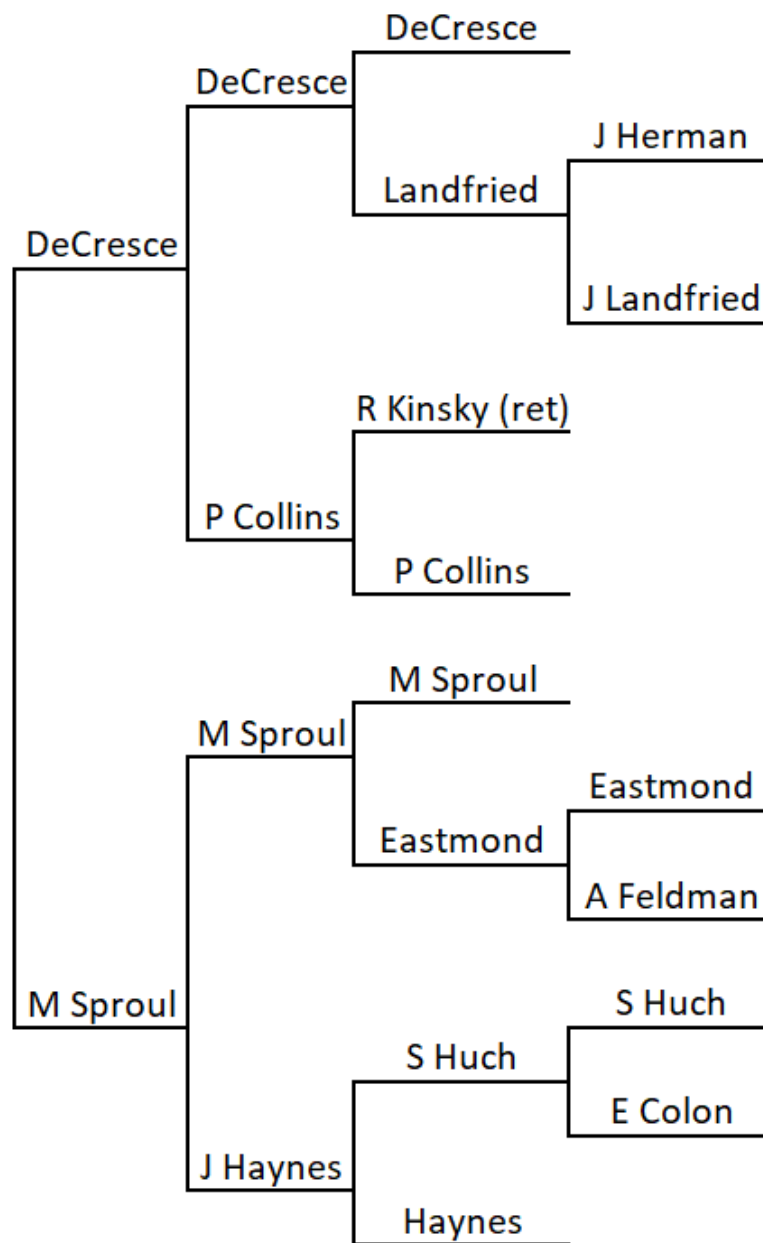 DeCresce
DeCresce
J Herman
Landfried
DeCresce
J Landfried
R Kinsky (ret)
P Collins
P Collins
M Sproul
M Sproul
Eastmond
Eastmond
A Feldman
M Sproul
S Huch
S Huch
E Colon
J Haynes
Haynes